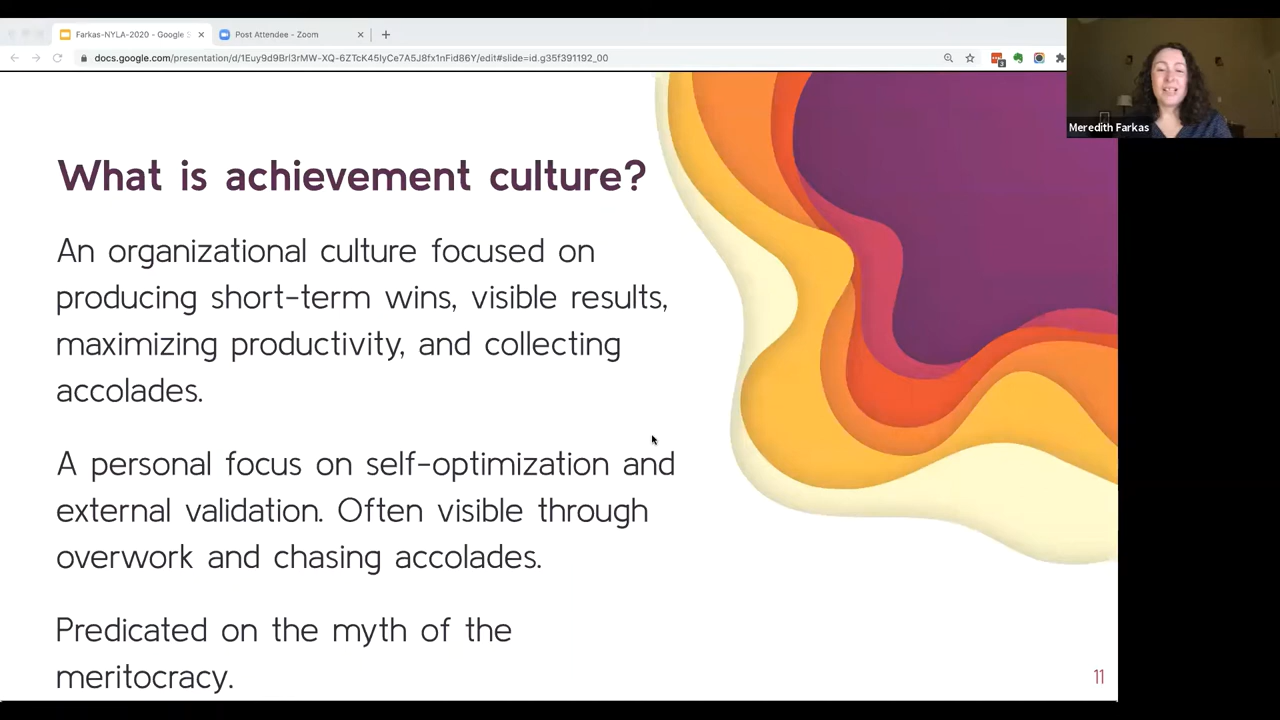 Farkas-NYLA-2020 - Google S
Post Attendee - Zoom
docs.google.com/presentation/d/1Euy9d9BrI3rMW-XQ-6ZTcK45IyCe7A5J8fx1nFid86Y/edit#slide=id.g35f391192_00
Meredith Farkas
What is achievement culture?
An organizational culture focused on
producing short-term wins, visible results,
maximizing productivity, and collecting
accolades.
A personal focus on self-optimization and
external validation. Often visible through
overwork and chasing accolades.
Predicated on the myth of the
meritocracy.
11